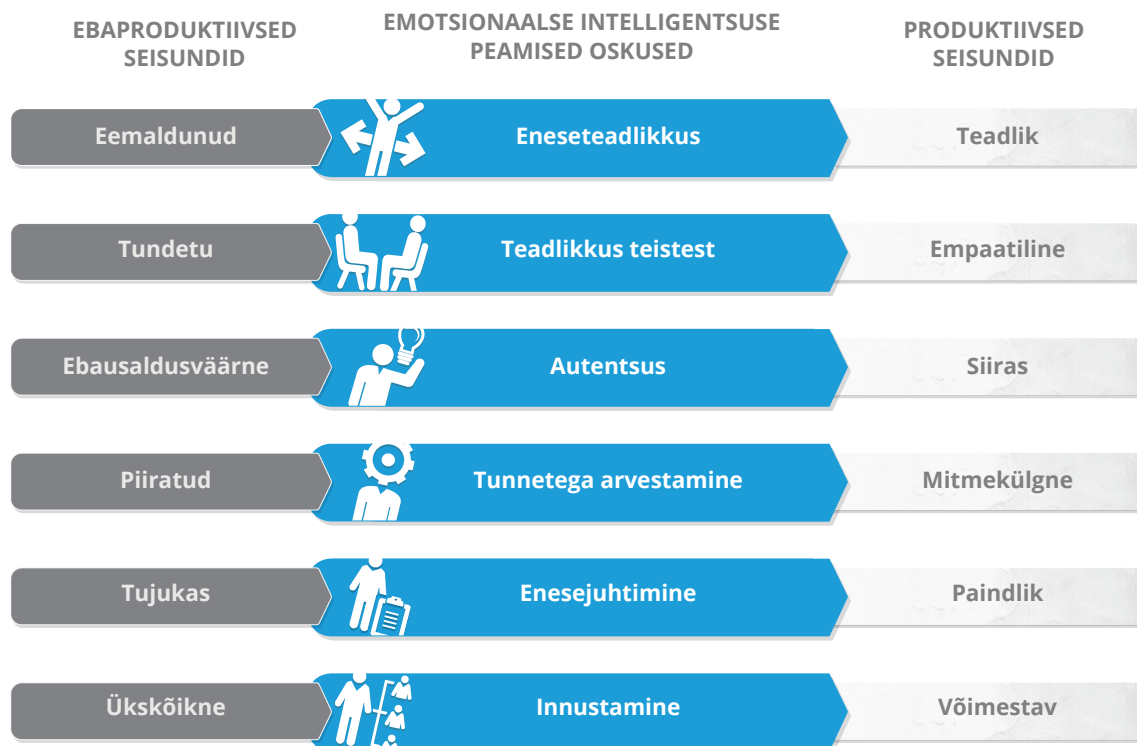 EBAPRODUKTIIVSED
SEISUNDID
EMOTSIONAALSE INTELLIGENTSUSE
PEAMISED OSKUSED
PRODUKTIIVSED
SEISUNDID
Eemaldunud
Eneseteadlikkus
Teadlik
Tundetu
Teadlikkus teistest
Empaatiline
Ebausaldusväärne
Autentsus
Siiras
Piiratud
Tunnetega arvestamine
Mitmekülgne
Tujukas
Enesejuhtimine
Paindlik
Ükskõikne
Innustamine
Võimestav